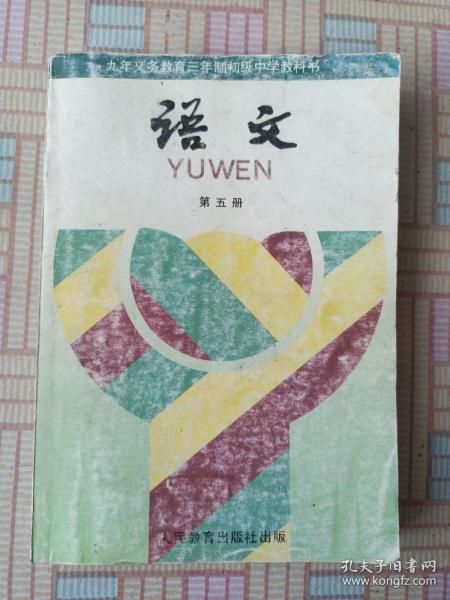 九年义务教育三年制初级中学教科书
语文
YUWEN
第五册
人民教育出版社出版
孔夫子旧书网
www.kongfz.com